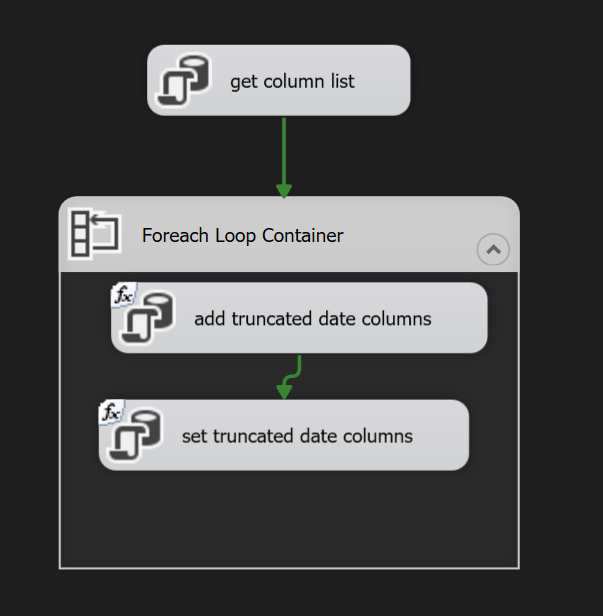 get column list
Foreach Loop Container
fx
add truncated date columns
fx
set truncated date columns